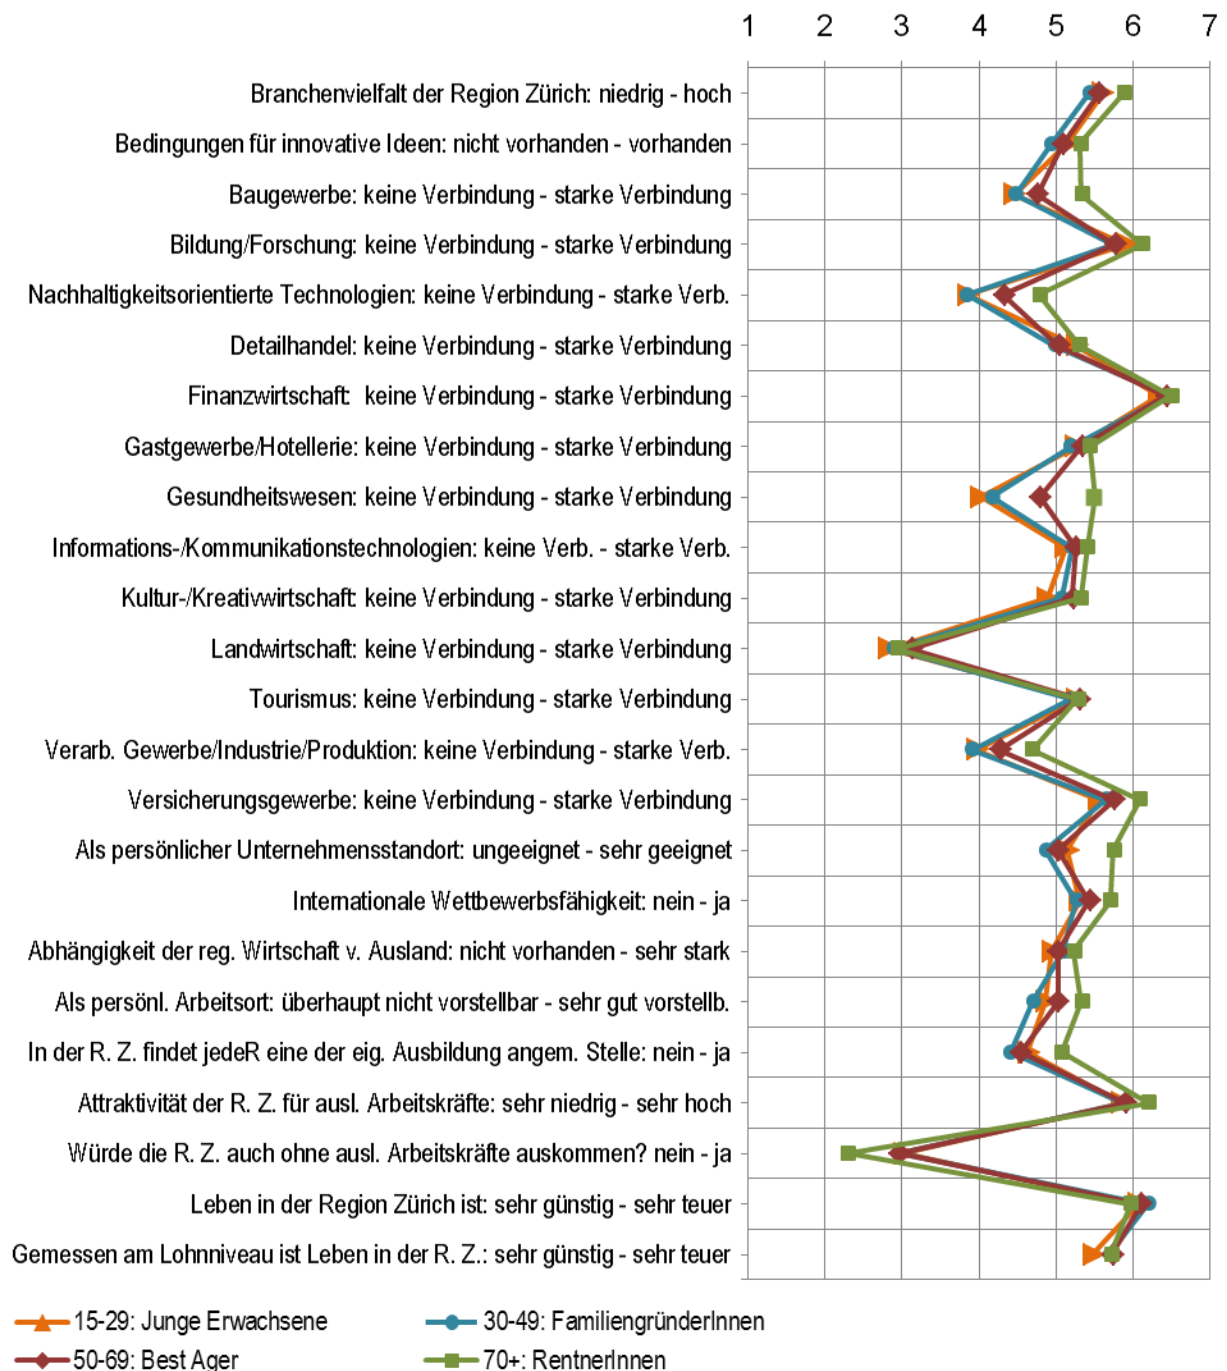 1 2 3 4 5 6 7
Branchenvielfalt der Region Zürich: niedrig - hoch
Bedingungen für innovative Ideen: nicht vorhanden - vorhanden
Baugewerbe: keine Verbindung - starke Verbindung
Bildung/Forschung: keine Verbindung - starke Verbindung
Nachhaltigkeitsorientierte Technologien: keine Verbindung - starke Verb.
Detailhandel: keine Verbindung - starke Verbindung
Finanzwirtschaft: keine Verbindung - starke Verbindung
Gastgewerbe/Hotellerie: keine Verbindung - starke Verbindung
Gesundheitswesen: keine Verbindung - starke Verbindung
Informations-/Kommunikationstechnologien: keine Verb. - starke Verb.
Kultur-/Kreativwirtschaft: keine Verbindung - starke Verbindung
Landwirtschaft: keine Verbindung - starke Verbindung
Tourismus: keine Verbindung - starke Verbindung
Verarb. Gewerbe/Industrie/Produktion: keine Verbindung - starke Verb.
Versicherungsgewerbe: keine Verbindung - starke Verbindung
Als persönlicher Unternehmensstandort: ungeeignet - sehr geeignet
Internationale Wettbewerbsfähigkeit: nein - ja
Abhängigkeit der reg. Wirtschaft v. Ausland: nicht vorhanden - sehr stark
Als persönl. Arbeitsort: überhaupt nicht vorstellbar - sehr gut vorstellb.
In der R. Z. findet jedeR eine der eig. Ausbildung angem. Stelle: nein - ja
Attraktivität der R. Z. für ausl. Arbeitskräfte: sehr niedrig - sehr hoch
Würde die R. Z. auch ohne ausl. Arbeitskräfte auskommen? nein - ja
Leben in der Region Zürich ist: sehr günstig - sehr teuer
Gemessen am Lohnniveau ist Leben in der R. Z.: sehr günstig - sehr teuer
15-29: Junge Erwachsene
30-49: FamiliengründerInnen
50-69: Best Ager
70+: RentnerInnen